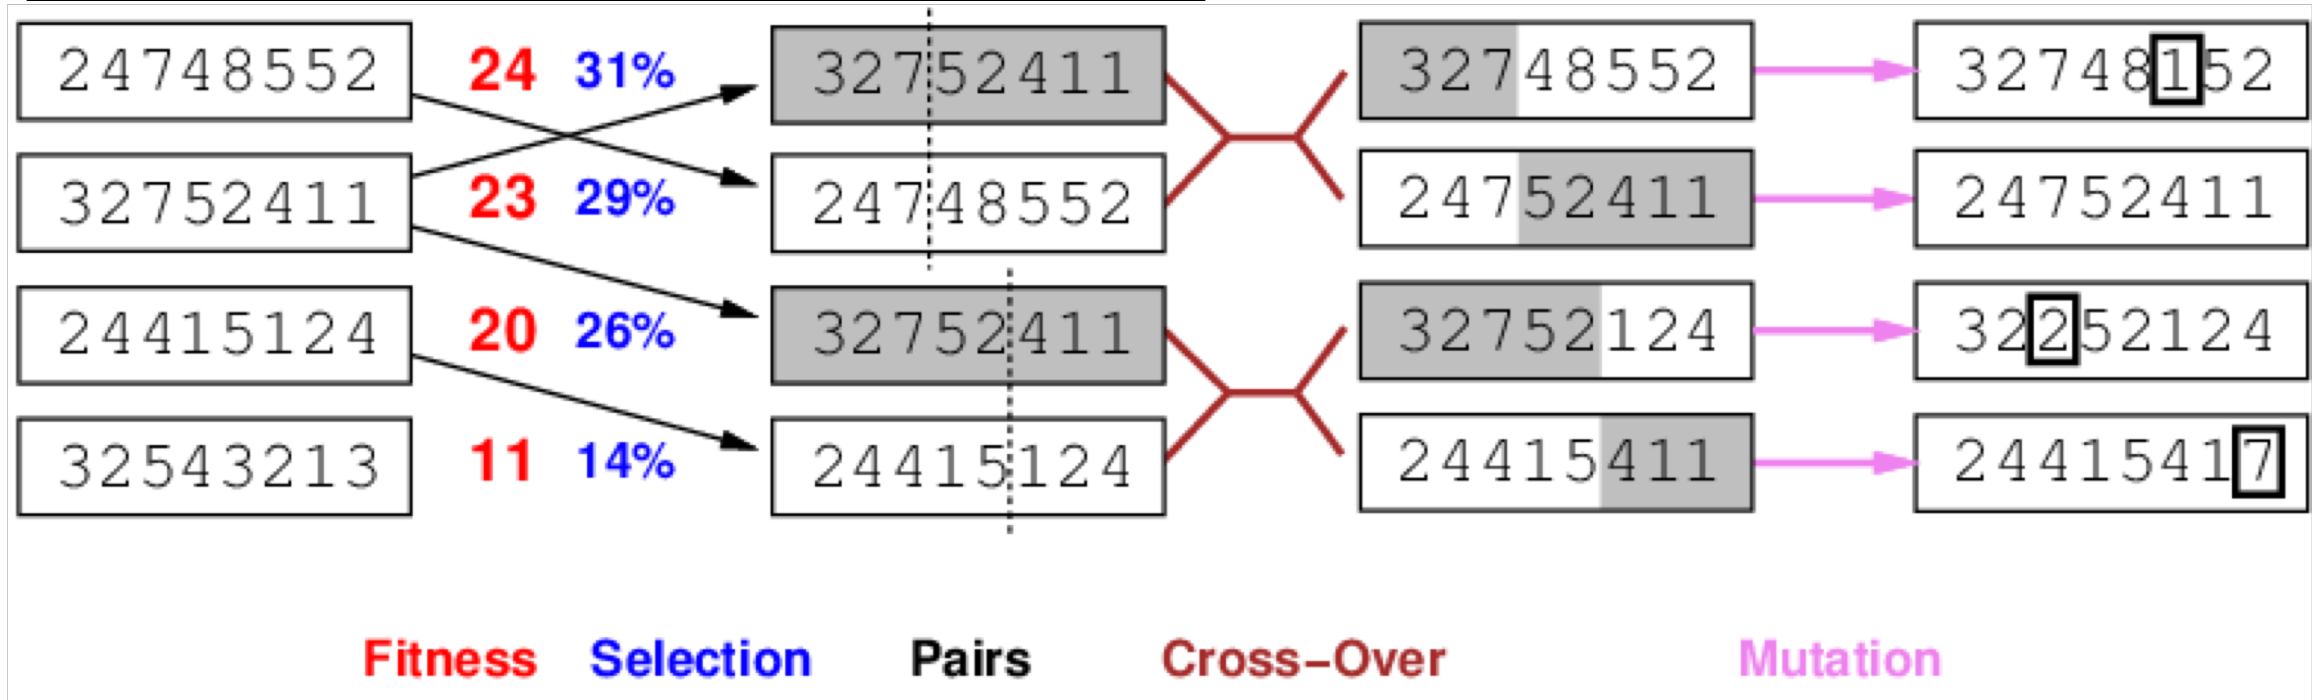 24748552 24 31% 32752411 32748552 32748152
32752411 23 29% 24748552 24752411 24752411
24415124 20 26% 32752411 32752124 32252124
32543213 11 14% 24415124 24415411 24415417
Fitness Selection Pairs Cross–Over Mutation